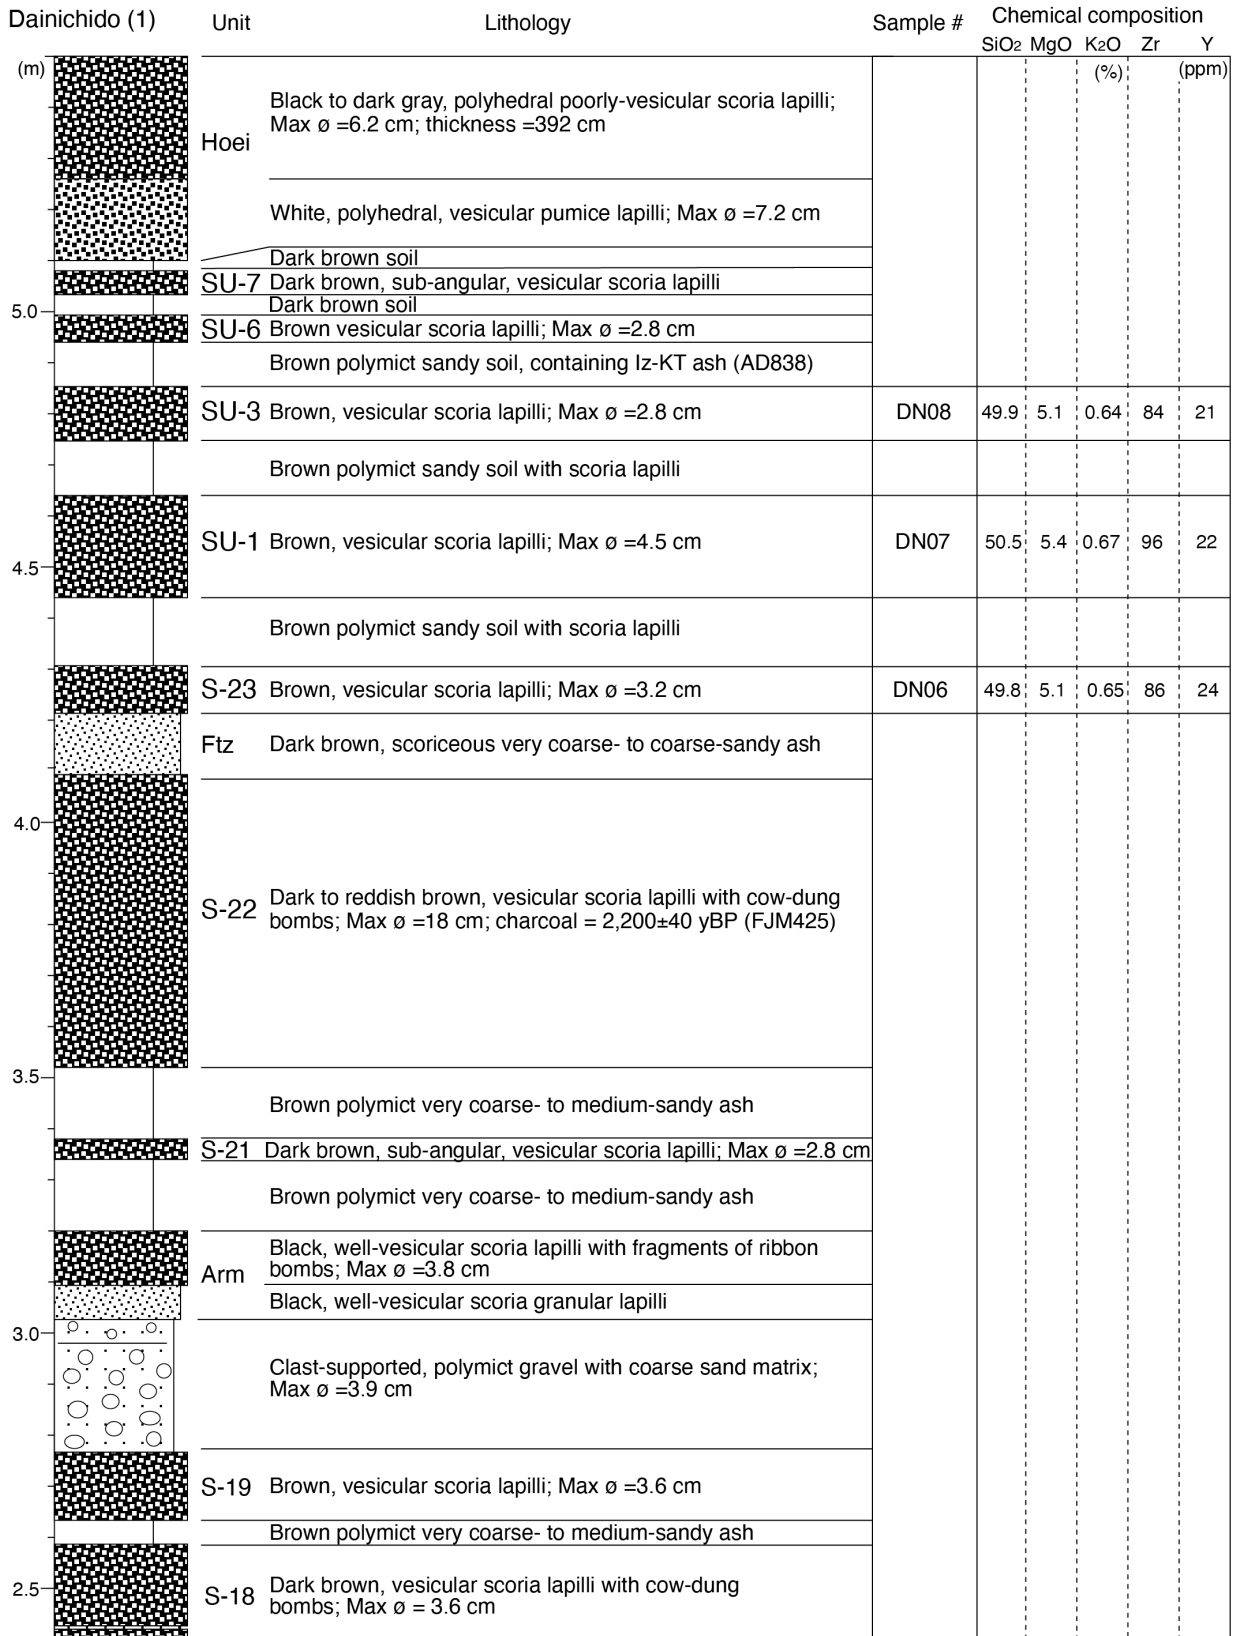 Dainichido (1) Unit Lithology Sample # Chemical composition
SiO2 MgO K2O Zr Y
(m) (%) (ppm)
Black to dark gray, polyhedral poorly-vesicular scoria lapilli;
Max ø =6.2 cm; thickness =392 cm
Hoei
White, polyhedral, vesicular pumice lapilli; Max ø =7.2 cm
Dark brown soil
SU-7 Dark brown, sub-angular, vesicular scoria lapilli
Dark brown soil
5.0
SU-6 Brown vesicular scoria lapilli; Max ø =2.8 cm
Brown polymict sandy soil, containing Iz-KT ash (AD838)
SU-3 Brown, vesicular scoria lapilli; Max ø =2.8 cm DN08 49.9 5.1 0.64 84 21
Brown polymict sandy soil with scoria lapilli
SU-1 Brown, vesicular scoria lapilli; Max ø =4.5 cm DN07 50.5 5.4 0.67 96 22
4.5
Brown polymict sandy soil with scoria lapilli
S-23 Brown, vesicular scoria lapilli; Max ø =3.2 cm DN06 49.8 5.1 0.65 86 24
Ftz Dark brown, scoriceous very coarse- to coarse-sandy ash
4.0
S-22 Dark to reddish brown, vesicular scoria lapilli with cow-dung
bombs; Max ø =18 cm; charcoal = 2,200±40 yBP (FJM425)
3.5
Brown polymict very coarse- to medium-sandy ash
S-21 Dark brown, sub-angular, vesicular scoria lapilli; Max ø =2.8 cm
Brown polymict very coarse- to medium-sandy ash
Black, well-vesicular scoria lapilli with fragments of ribbon
bombs; Max ø =3.8 cm
Arm
Black, well-vesicular scoria granular lapilli
3.0
Clast-supported, polymict gravel with coarse sand matrix;
Max ø =3.9 cm
S-19 Brown, vesicular scoria lapilli; Max ø =3.6 cm
Brown polymict very coarse- to medium-sandy ash
2.5
S-18 Dark brown, vesicular scoria lapilli with cow-dung
bombs; Max ø = 3.6 cm